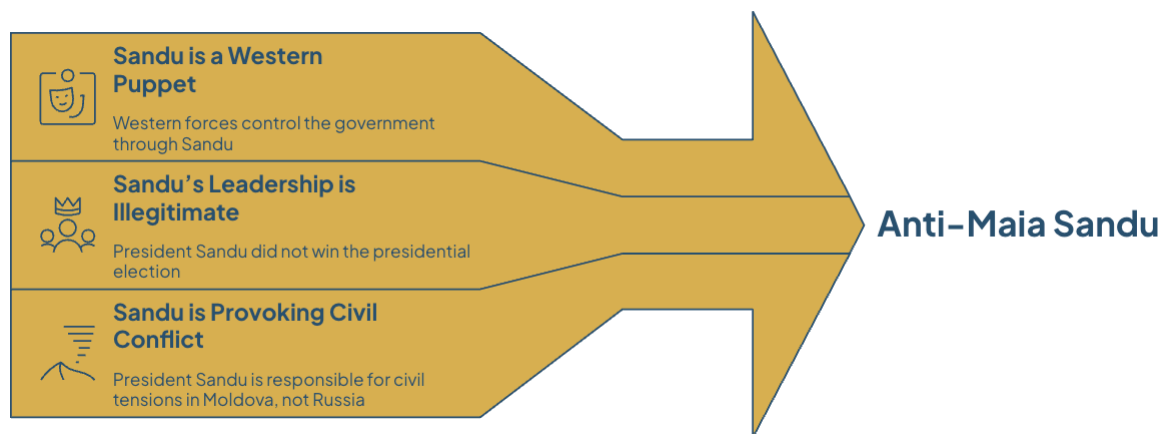 Sandu is a Western
Puppet
Western forces control the government
through Sandu
Sandu’s Leadership is
Illegitimate
President Sandu did not win the presidential
election
Sandu is Provoking Civil
Conflict
President Sandu is responsible for civil
tensions in Moldova, not Russia
Anti–Maia Sandu